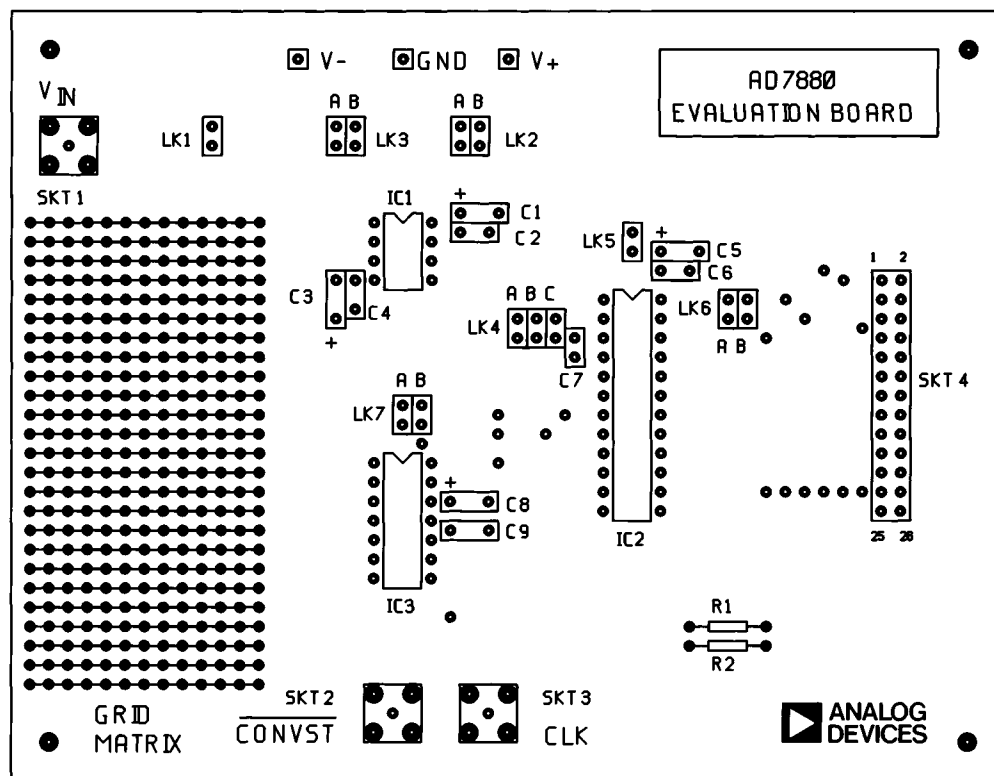 V- GND V+
AD7880
EVALUATION BOARD
VIN
A B
A B
LK1
LK3
LK2
SKT1
IC1
+
C1
C2
LK5
+
C5
C6
1 2
C3
C4
+
A B C
LK4
C7
LK6
A B
SKT4
A B
LK7
+
C8
C9
IC2
25 26
IC3
R1
R2
SKT2
SKT3
GRID
MATRIX
CONVST
CLK
ANALOG
DEVICES